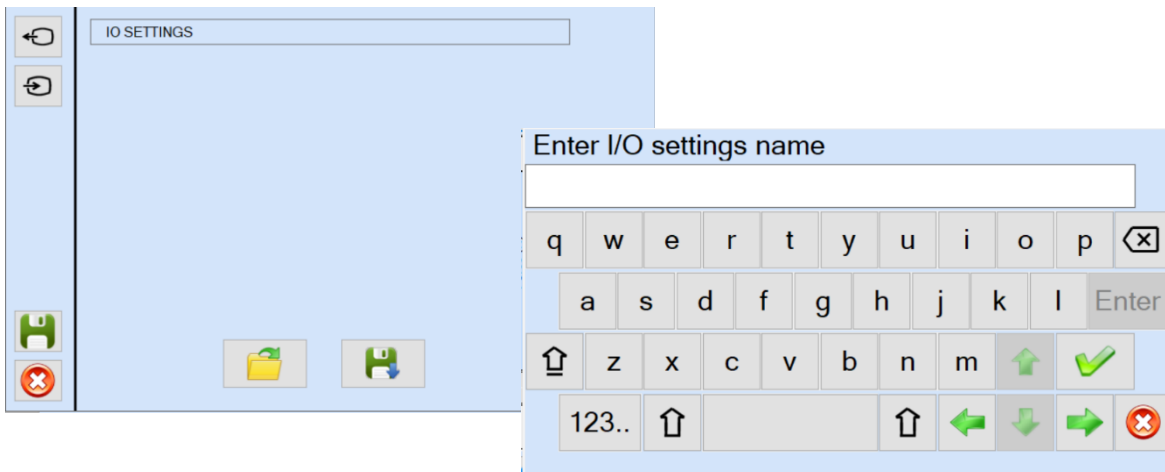 IO SETTINGS
Enter I/O settings name
q w e r t y u i o p
a s d f g h j k l Enter
z x c v b n m
123..